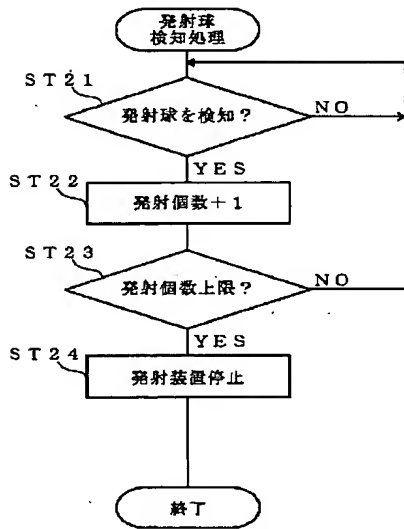 発射球
検知処理
ＳＴ２１
発射球を検知？
ＮＯ
ＹＥＳ
ＳＴ２２
発射個数＋１
ＳＴ２３
発射個数上限？
ＮＯ
ＹＥＳ
ＳＴ２４
発射装置停止
終了